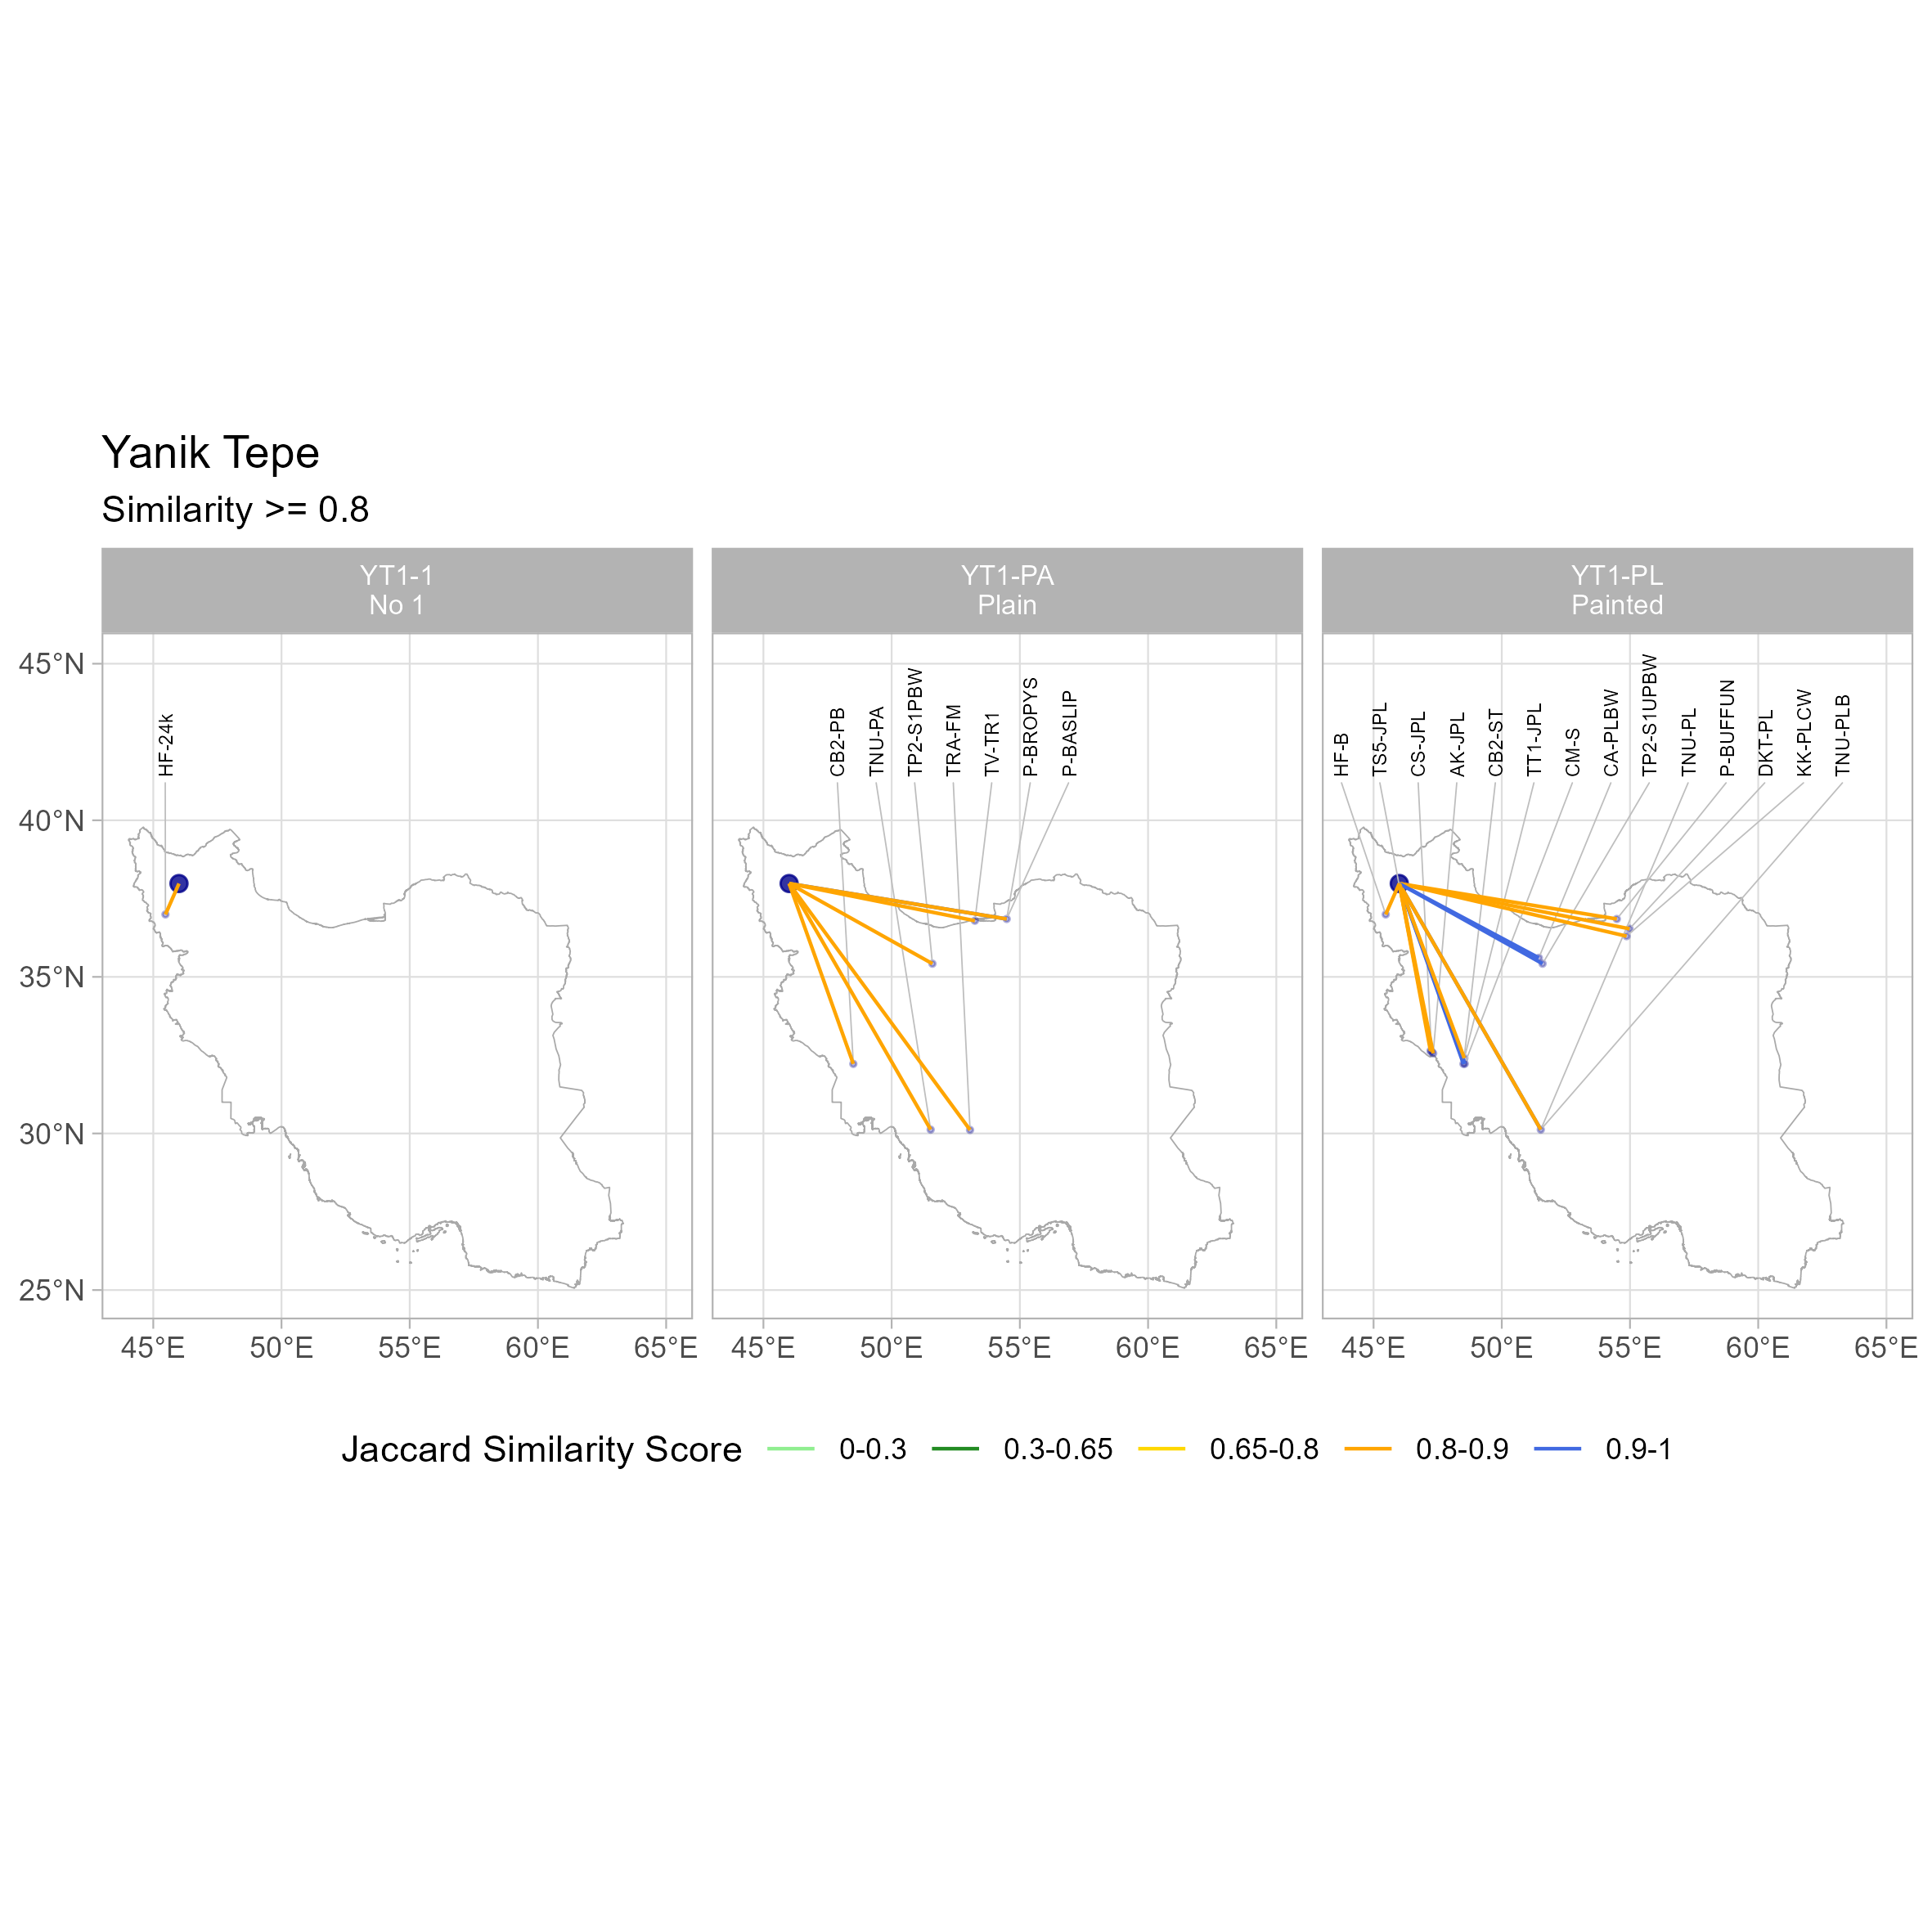 Yanik Tepe
Similarity >= 0.8
YT1-1
No 1
YT1-PA
Plain
YT1-PL
Painted
45°N
40°N
35°N
30°N
25°N
HF-24k
CB2-PB
TNU-PA
TP2-S1PBW
TRA-FM
TV-TR1
P-BROPYS
P-BASLIP
HF-B
TS5-JPL
CS-JPL
AK-JPL
CB2-ST
TT1-JPL
CM-S
CA-PLBW
TP2-S1UPBW
TNU-PL
P-BUFFUN
DKT-PL
KK-PLCW
TNU-PLB
45°E 50°E 55°E 60°E 65°E 45°E 50°E 55°E 60°E 65°E 45°E 50°E 55°E 60°E 65°E
Jaccard Similarity Score 0-0.3 0.3-0.65 0.65-0.8 0.8-0.9 0.9-1